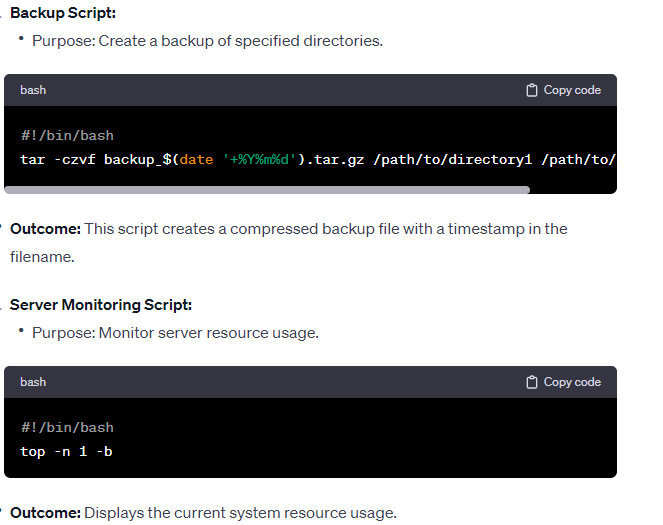 Backup Script:
• Purpose: Create a backup of specified directories.
bash Copy code
#!/bin/bash
tar -czvf backup_$(date '+%Y%m%d').tar.gz /path/to/directory1 /path/to/
Outcome: This script creates a compressed backup file with a timestamp in the
filename.
Server Monitoring Script:
• Purpose: Monitor server resource usage.
bash Copy code
#!/bin/bash
top -n 1 -b
Outcome: Displays the current system resource usage.